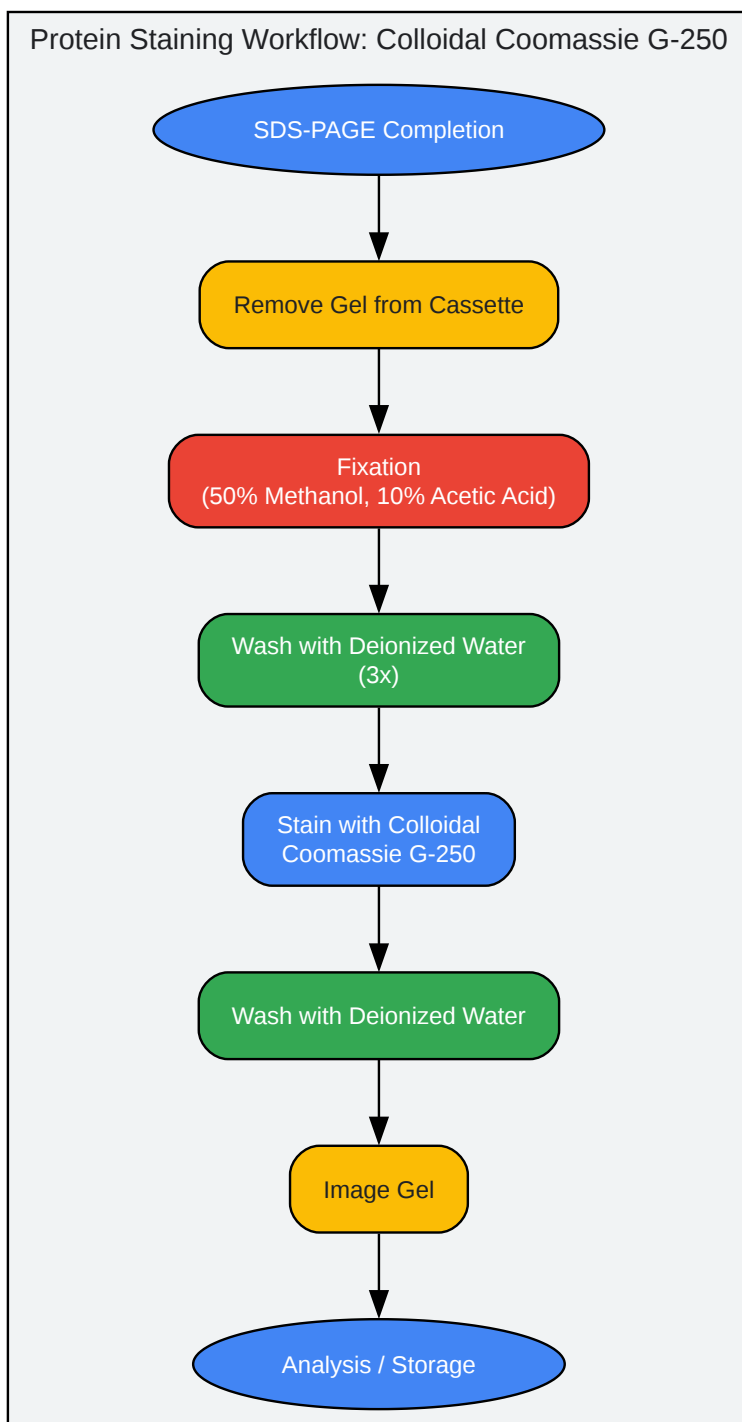 Protein Staining Workflow: Colloidal Coomassie G-250
SDS-PAGE Completion
Remove Gel from Cassette
Fixation
(50% Methanol, 10% Acetic Acid)
Wash with Deionized Water
(3x)
Stain with Colloidal
Coomassie G-250
Wash with Deionized Water
Image Gel
Analysis / Storage